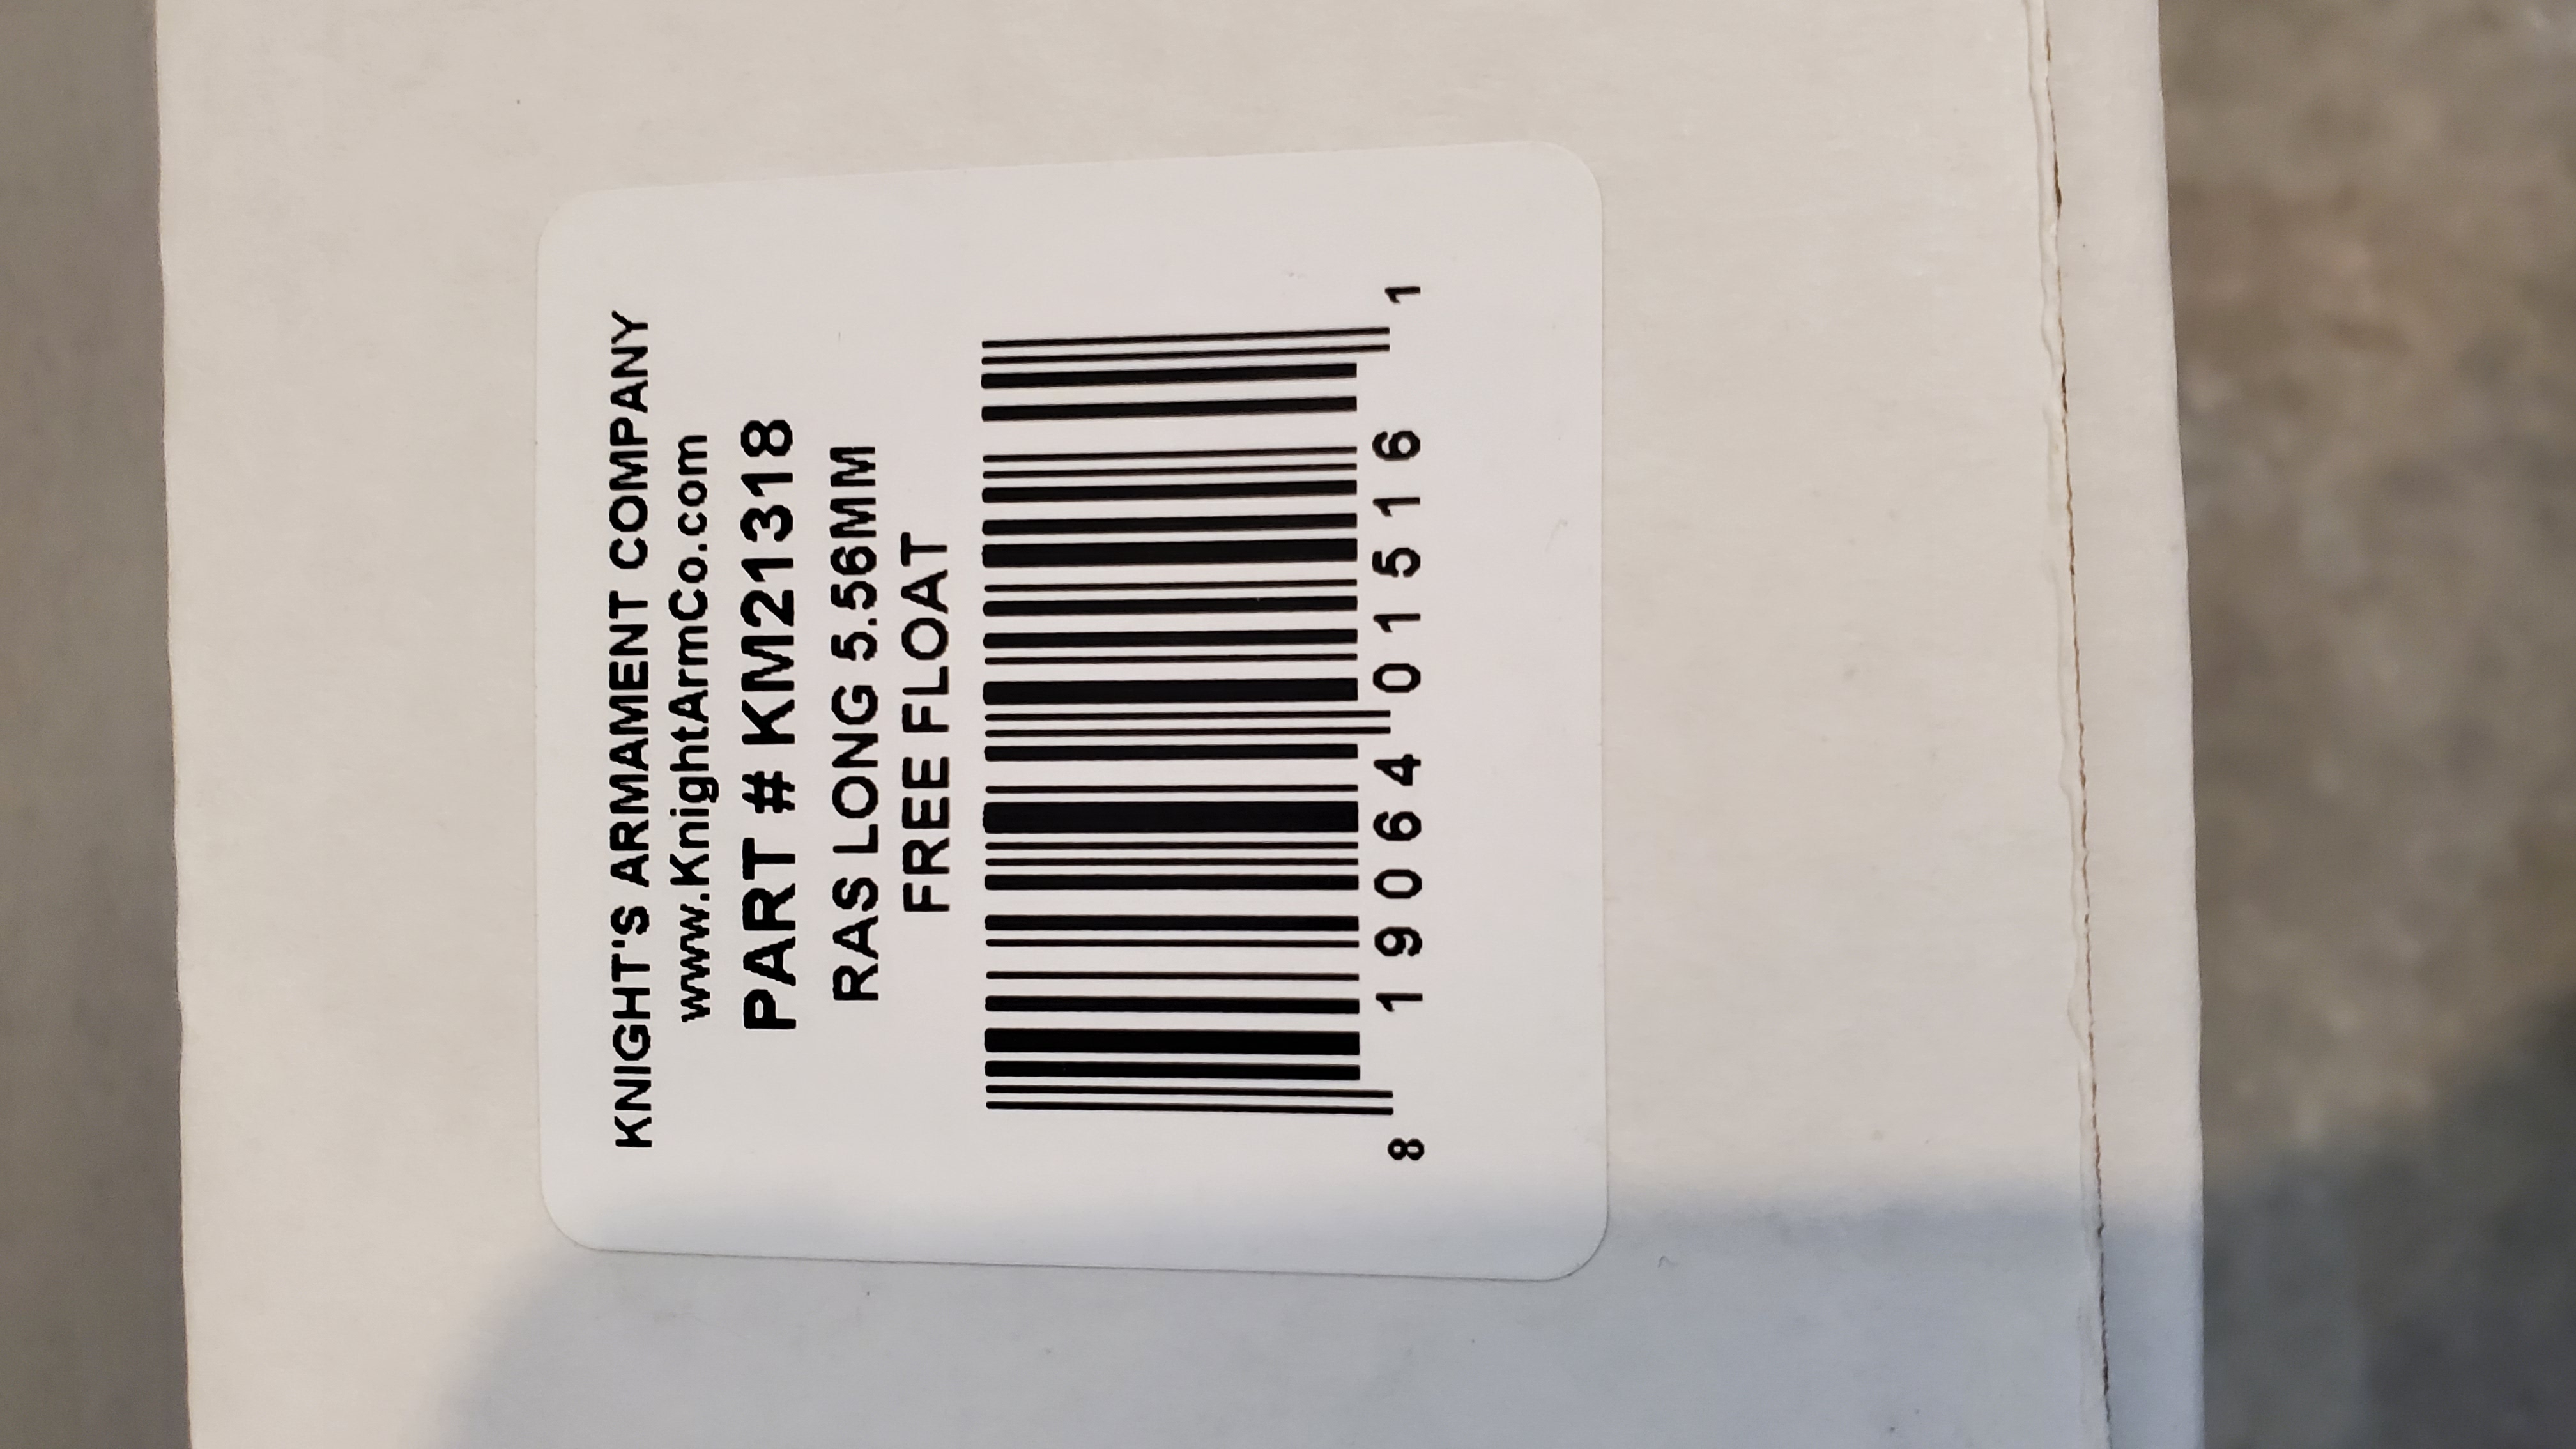 KNIGHT'S ARMAMENT COMPANY
www.KnightArmCo.com
PART # KM21318
RAS LONG 5.56MM
FREE FLOAT
8 19064 01516 1